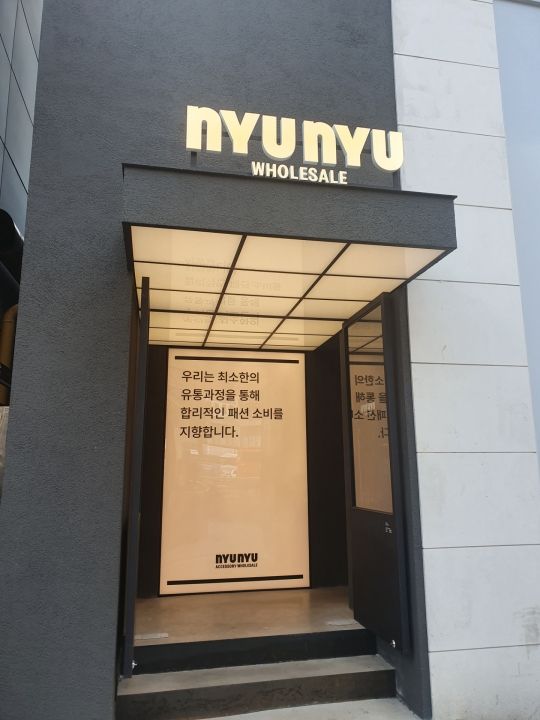 nyunyu
WHOLESALE
우리는 최소한의
유통과정을 통해
합리적인 패션 소비를
지향합니다.
nyunyu
ACCESSORY WHOLESALE